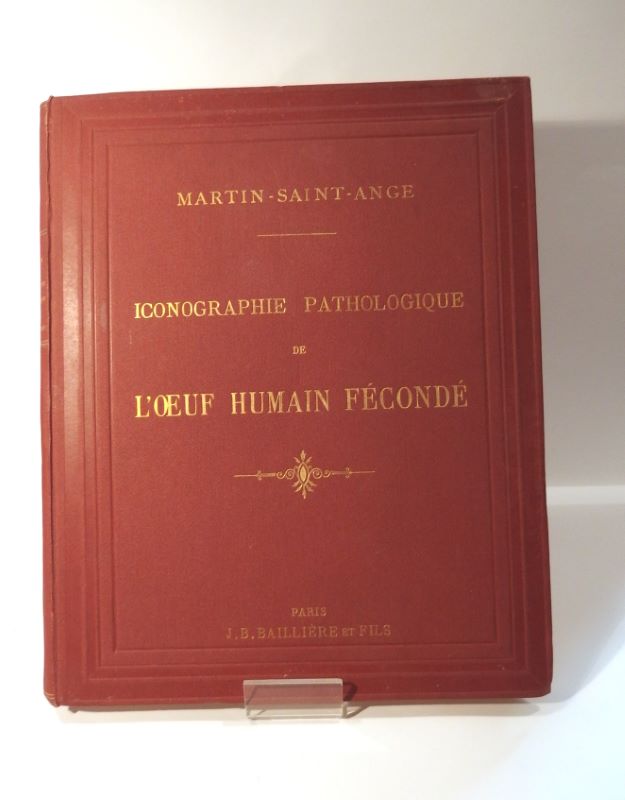 MARTIN-SAINT-ANGE
ICONOGRAPHIE PATHOLOGIQUE
DE
L'ŒUF HUMAIN FÉCONDÉ
PARIS
J.B. BAILLIÈRE ET FILS